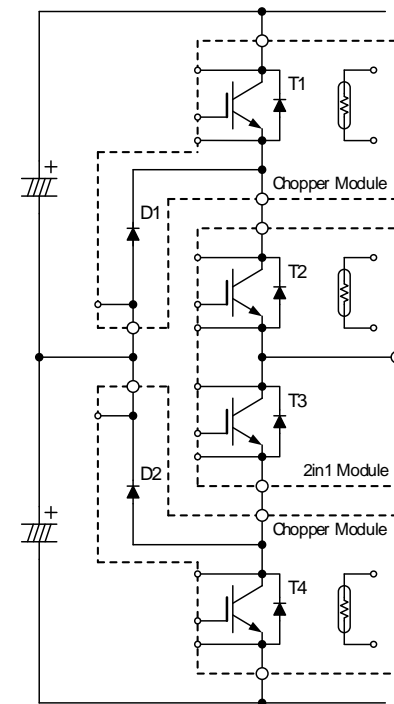 T1
+
Chopper Module
D1
T2
T3
D2
2in1 Module
+
Chopper Module
T4